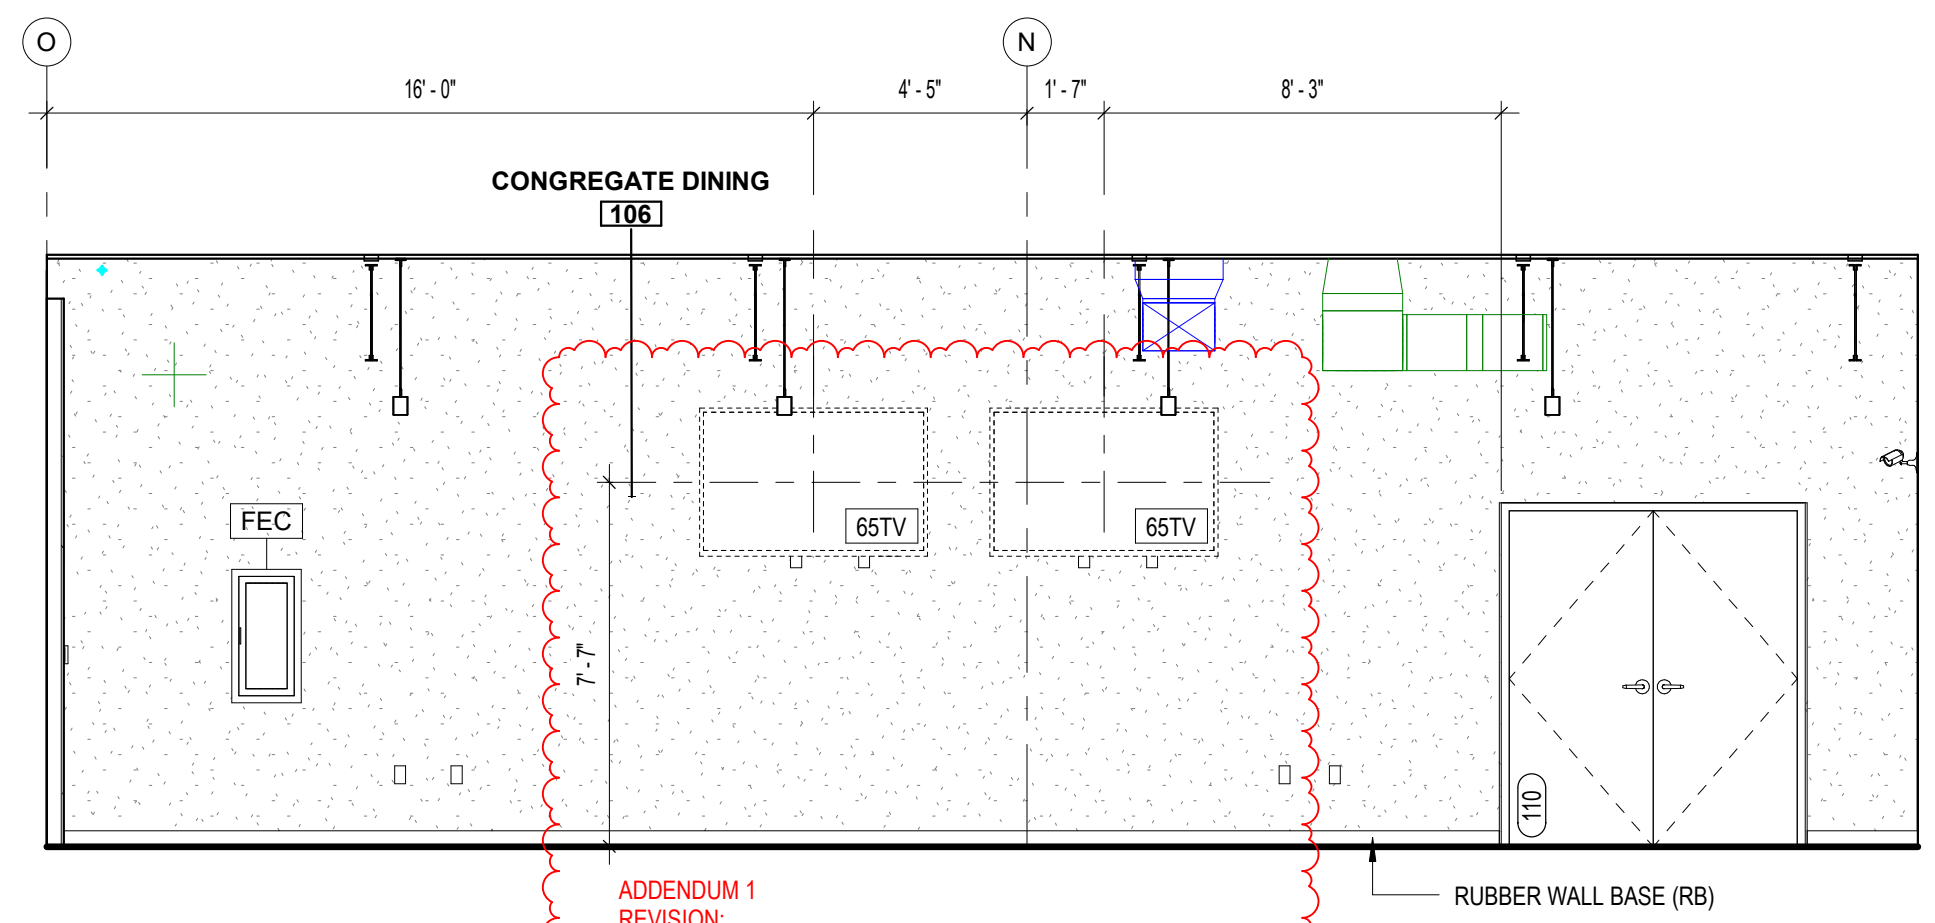 O
N
16' - 0"
4' - 5"
1' - 7"
8' - 3"
CONGREGATE DINING
106
FEC
65TV
65TV
7' - 7"
110
ADDENDUM 1
REVISION:
RUBBER WALL BASE (RB)